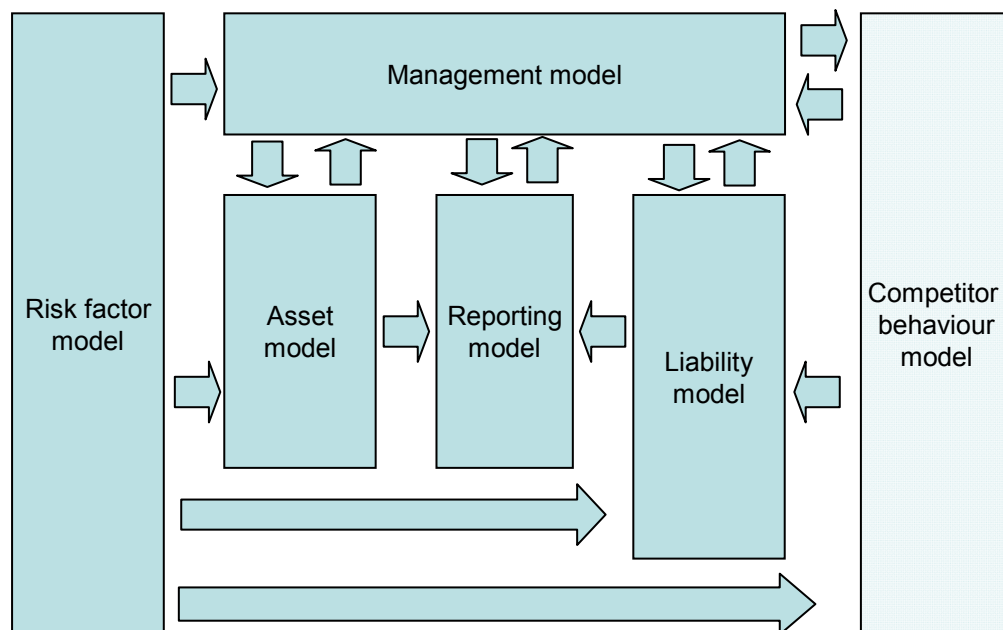 Management model
Risk factor
model
Asset
model
Reporting
model
Liability
model
Competitor
behaviour
model